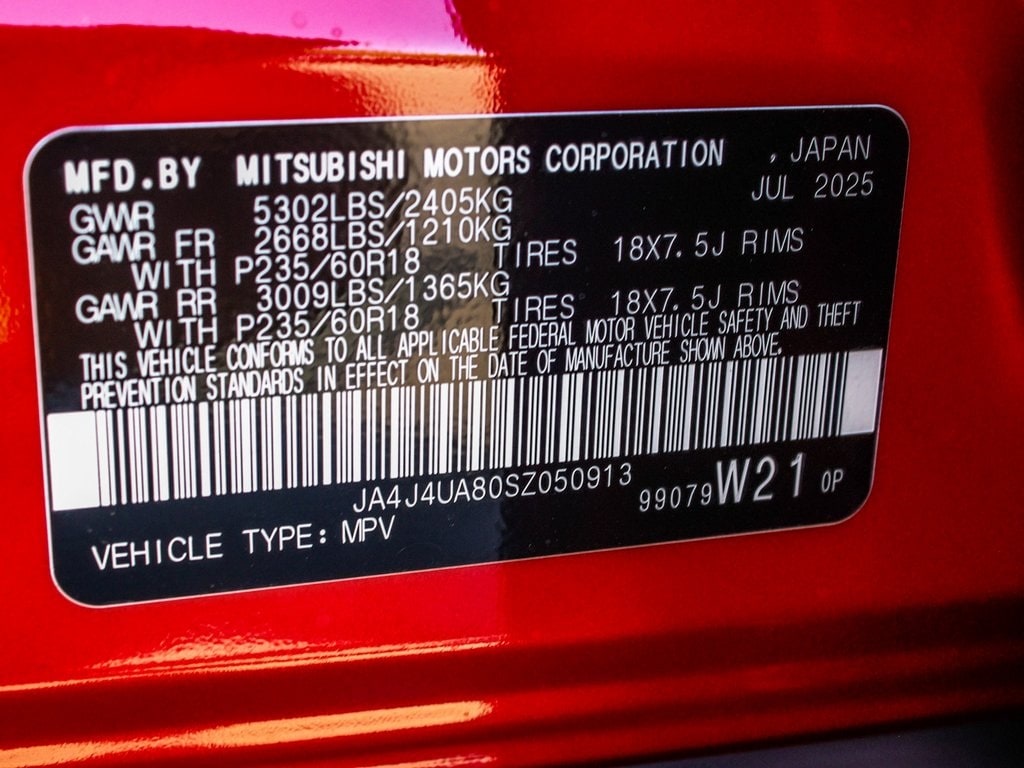 MFD.BY MITSUBISHI MOTORS CORPORATION , JAPAN
JUL 2025
GVWR 5302LBS/2405KG
GAWR FR 2668LBS/1210KG
WITH P235/60R18 TIRES 18X7.5J RIMS
GAWR RR 3009LBS/1365KG
WITH P235/60R18 TIRES 18X7.5J RIMS
THIS VEHICLE CONFORMS TO ALL APPLICABLE FEDERAL MOTOR VEHICLE SAFETY AND THEFT
PREVENTION STANDARDS IN EFFECT ON THE DATE OF MANUFACTURE SHOWN ABOVE.
JA4J4UA80SZ050913
99079 W21 0P
VEHICLE TYPE: MPV